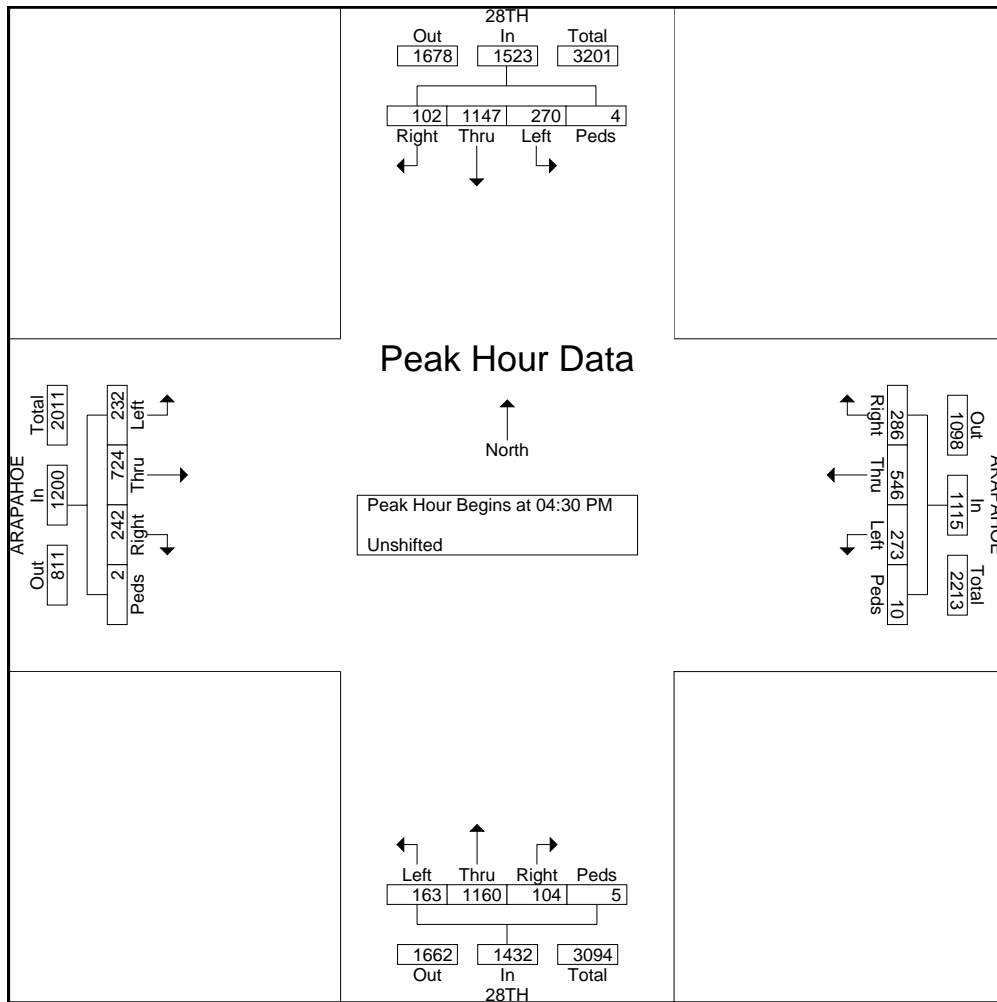 28TH
Out In Total
1678 1523 3201
102 1147 270 4
Right Thru Left Peds
Peak Hour Data
North
Peak Hour Begins at 04:30 PM
Unshifted
ARAPAHOE
Out In Total
811 1200 2011
2 242 724 232
Peds Right Thru Left
ARAPAHOE
Out In Total
1098 1115 2213
286 546 273 10
Right Thru Left Peds
Left Thru Right Peds
163 1160 104 5
1662 1432 3094
Out In Total
28TH